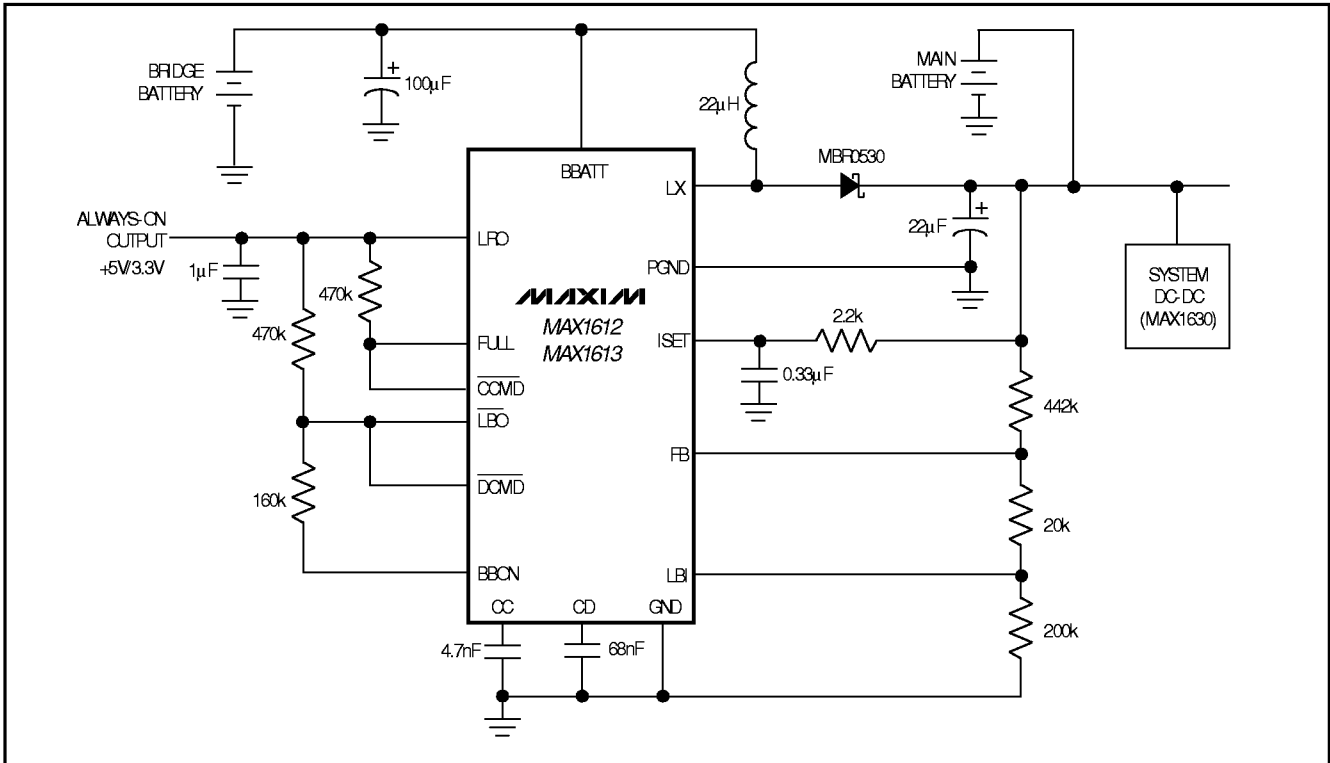 BRIDGE
BATTERY
100µF
22µH
MAIN
BATTERY
MBR0530
BBATT
LX
ALWAYS-ON
OUTPUT
+5V/3.3V
1µF
LRO
470k
470k
22µF
PGND
SYSTEM
DC-DC
(MAX1630)
MAXIM
MAX1612
MAX1613
FULL
CCMD
LBO
DCMD
160k
BBON
ISET
2.2k
0.33µF
442k
FB
20k
LBI
200k
CC
CD
GND
4.7nF
68nF